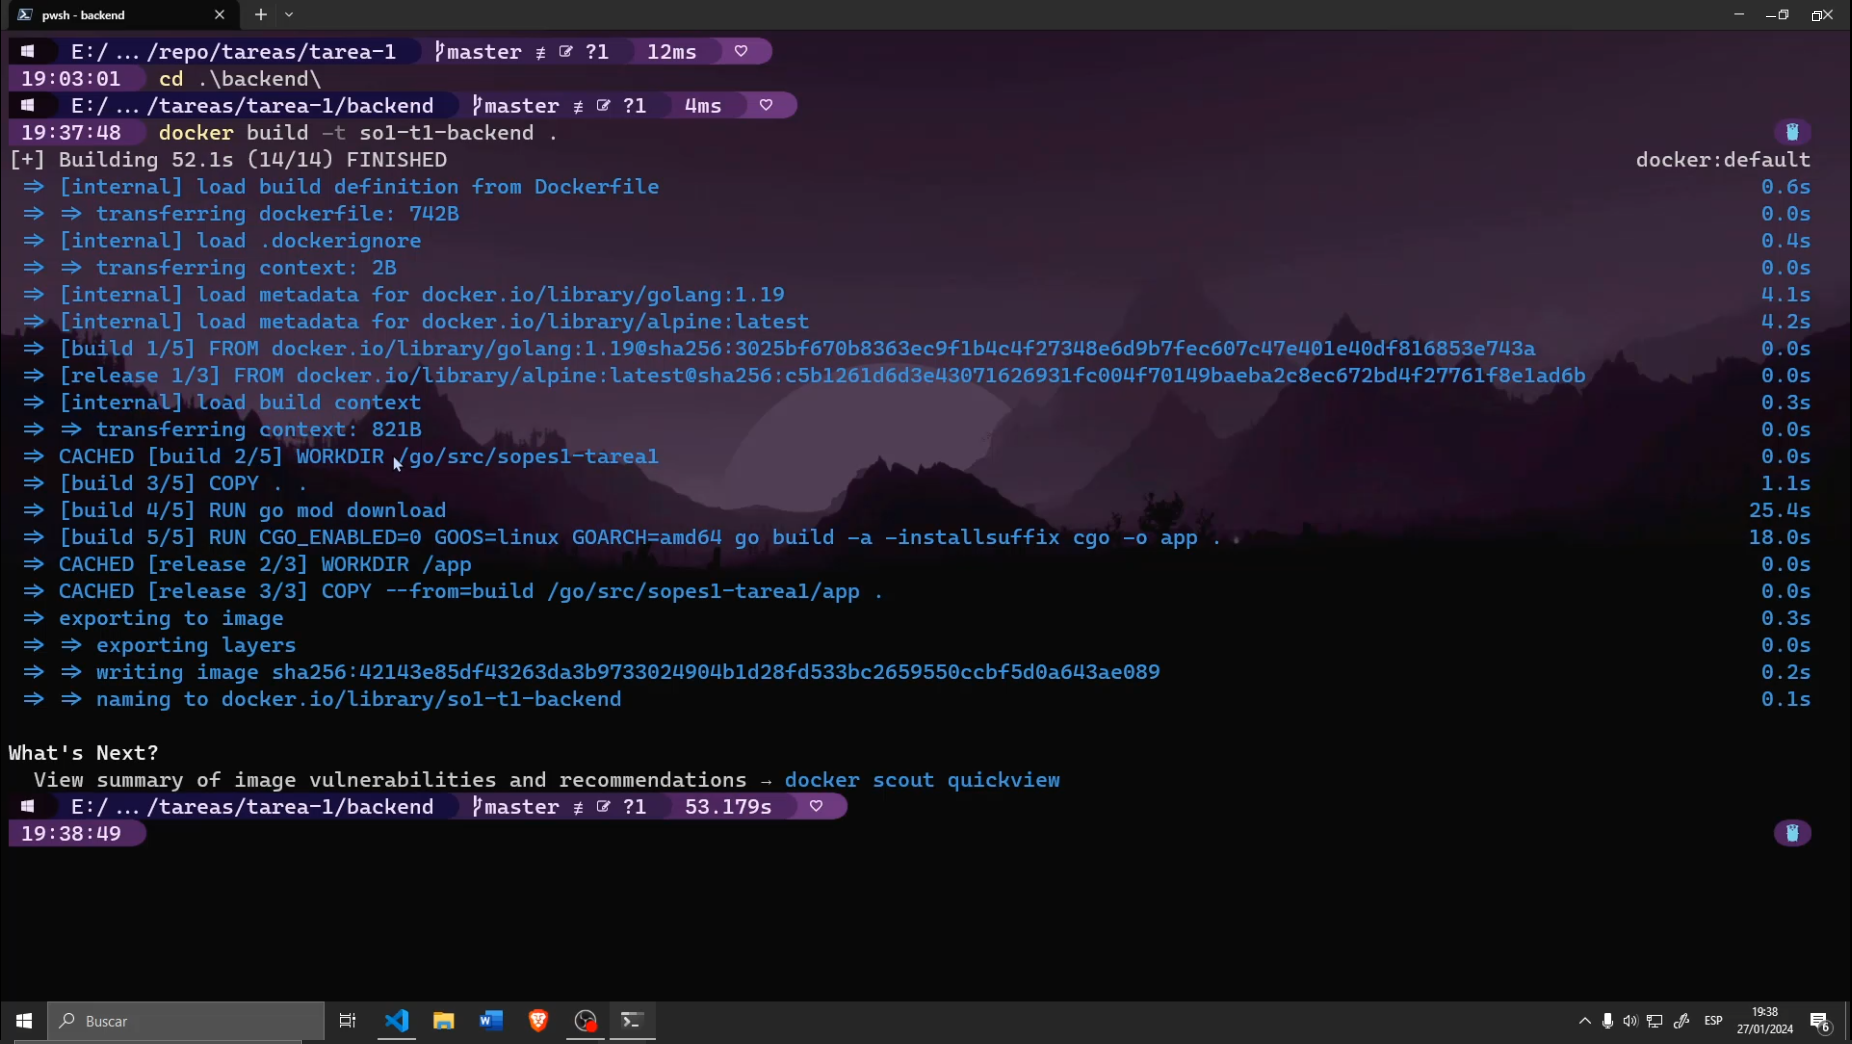 pwsh - backend
E:/ ... /repo/tareas/tarea-1 master ≢ ?1 12ms ♡
19:03:01 cd .\backend\
E:/ ... /tareas/tarea-1/backend master ≢ ?1 4ms ♡
19:37:48 docker build -t so1-t1-backend .
[+] Building 52.1s (14/14) FINISHED docker:default
=> [internal] load build definition from Dockerfile 0.6s
=> => transferring dockerfile: 742B 0.0s
=> [internal] load .dockerignore 0.4s
=> => transferring context: 2B 0.0s
=> [internal] load metadata for docker.io/library/golang:1.19 4.1s
=> [internal] load metadata for docker.io/library/alpine:latest 4.2s
=> [build 1/5] FROM docker.io/library/golang:1.19@sha256:3025bf670b8363ec9f1b4c4f27348e6d9b7fec607c47e401e40df816853e743a 0.0s
=> [release 1/3] FROM docker.io/library/alpine:latest@sha256:c5b1261d6d3e43071626931fc004f70149baeba2c8ec672bd4f27761f8e1ad6b 0.0s
=> [internal] load build context 0.3s
=> => transferring context: 821B 0.0s
=> CACHED [build 2/5] WORKDIR /go/src/sopes1-tarea1 0.0s
=> [build 3/5] COPY . . 1.1s
=> [build 4/5] RUN go mod download 25.4s
=> [build 5/5] RUN CGO_ENABLED=0 GOOS=linux GOARCH=amd64 go build -a -installsuffix cgo -o app . 18.0s
=> CACHED [release 2/3] WORKDIR /app 0.0s
=> CACHED [release 3/3] COPY --from=build /go/src/sopes1-tarea1/app . 0.0s
=> exporting to image 0.3s
=> => exporting layers 0.0s
=> => writing image sha256:42143e85df43263da3b9733024904b1d28fd533bc2659550ccbf5d0a643ae089 0.2s
=> => naming to docker.io/library/so1-t1-backend 0.1s
What's Next?
View summary of image vulnerabilities and recommendations → docker scout quickview
E:/ ... /tareas/tarea-1/backend master ≢ ?1 53.179s ♡
19:38:49
Buscar
ESP
19:38
27/01/2024
6